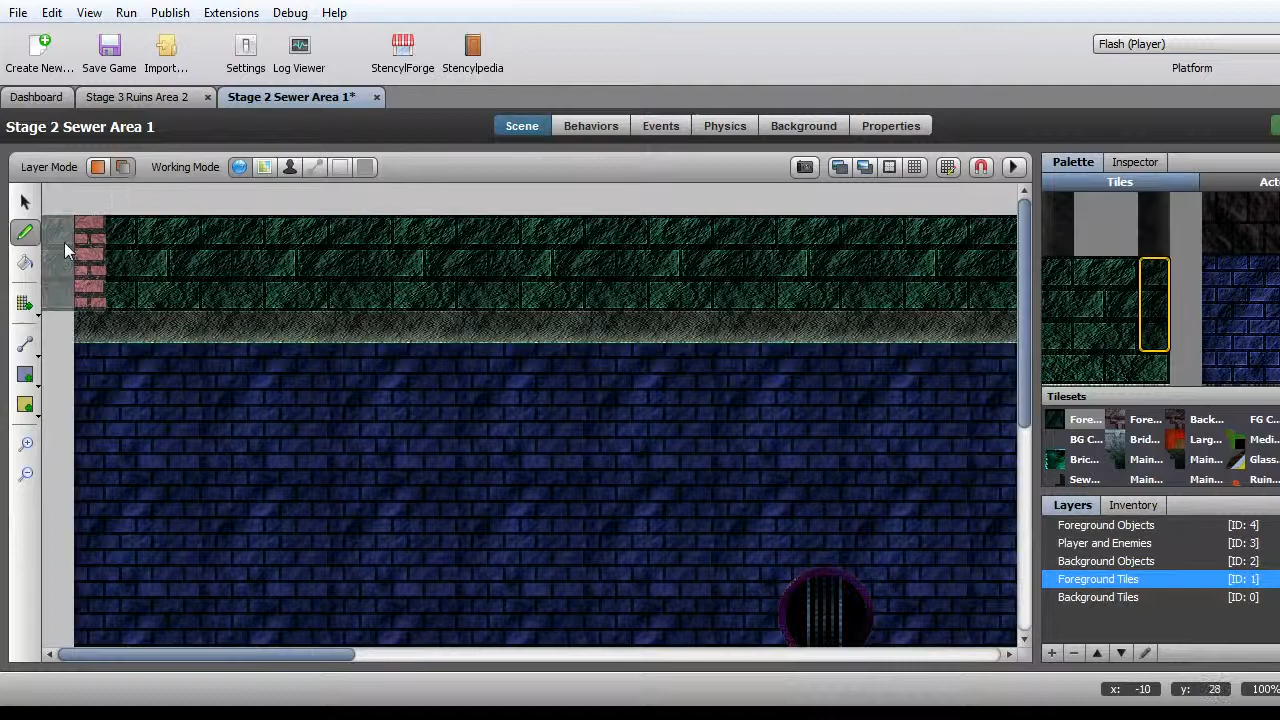 File Edit View Run Publish Extensions Debug Help
Create New... Save Game Import... Settings Log Viewer StencylForge Stencylpedia
Flash (Player)
Platform
Dashboard Stage 3 Ruins Area 2 × Stage 2 Sewer Area 1* ×
Stage 2 Sewer Area 1 Scene Behaviors Events Physics Background Properties
Layer Mode Working Mode
Palette Inspector
Tiles Act
Tilesets
Fore... Fore... Back... FG C
BG C... Brid... Larg... Medi
Bric... Main... Main... Glass
Sew... Main... Main... Ruin
Layers Inventory
Foreground Objects [ID: 4]
Player and Enemies [ID: 3]
Background Objects [ID: 2]
Foreground Tiles [ID: 1]
Background Tiles [ID: 0]
x: -10 y: 28 100%